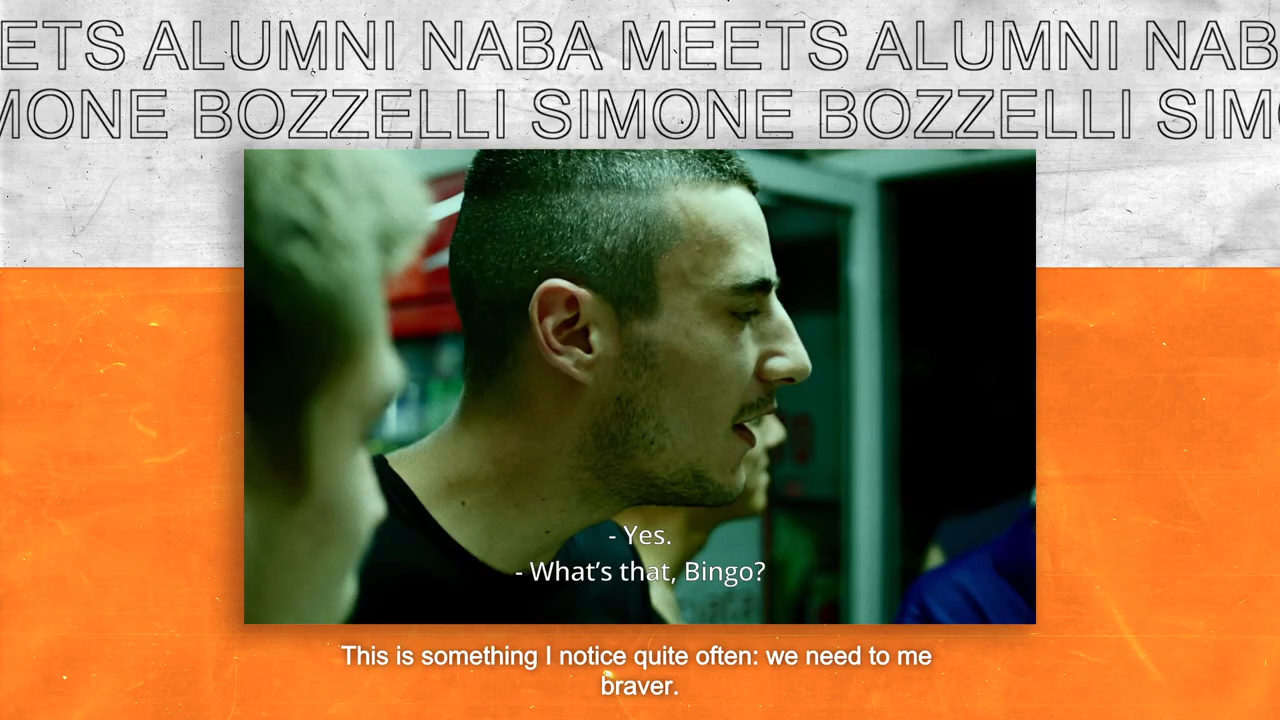 ETS ALUMNI NABA MEETS ALUMNI NAB
MONE BOZZELLI SIMONE BOZZELLI SIMO
- Yes.
- What's that, Bingo?
This is something I notice quite often: we need to me
braver.